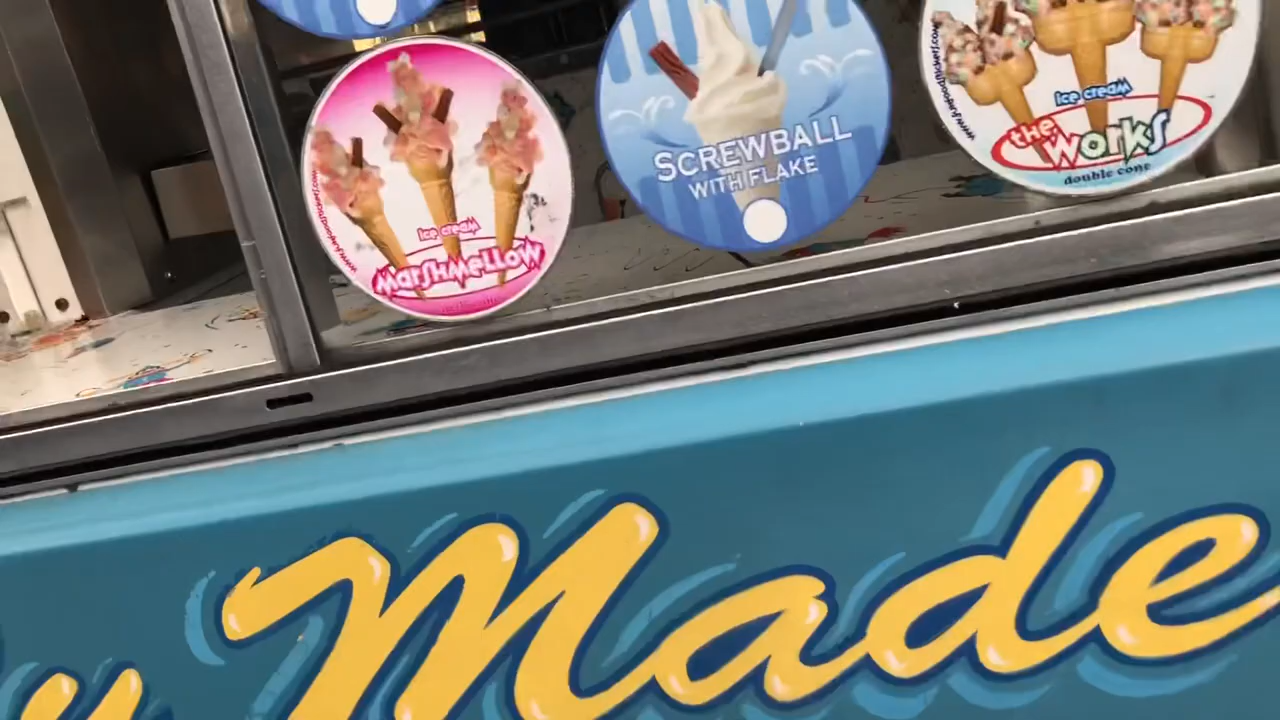 Ice cream
Marshmellow
SCREWBALL
WITH FLAKE
Ice cream
the
Works
double cone
Made